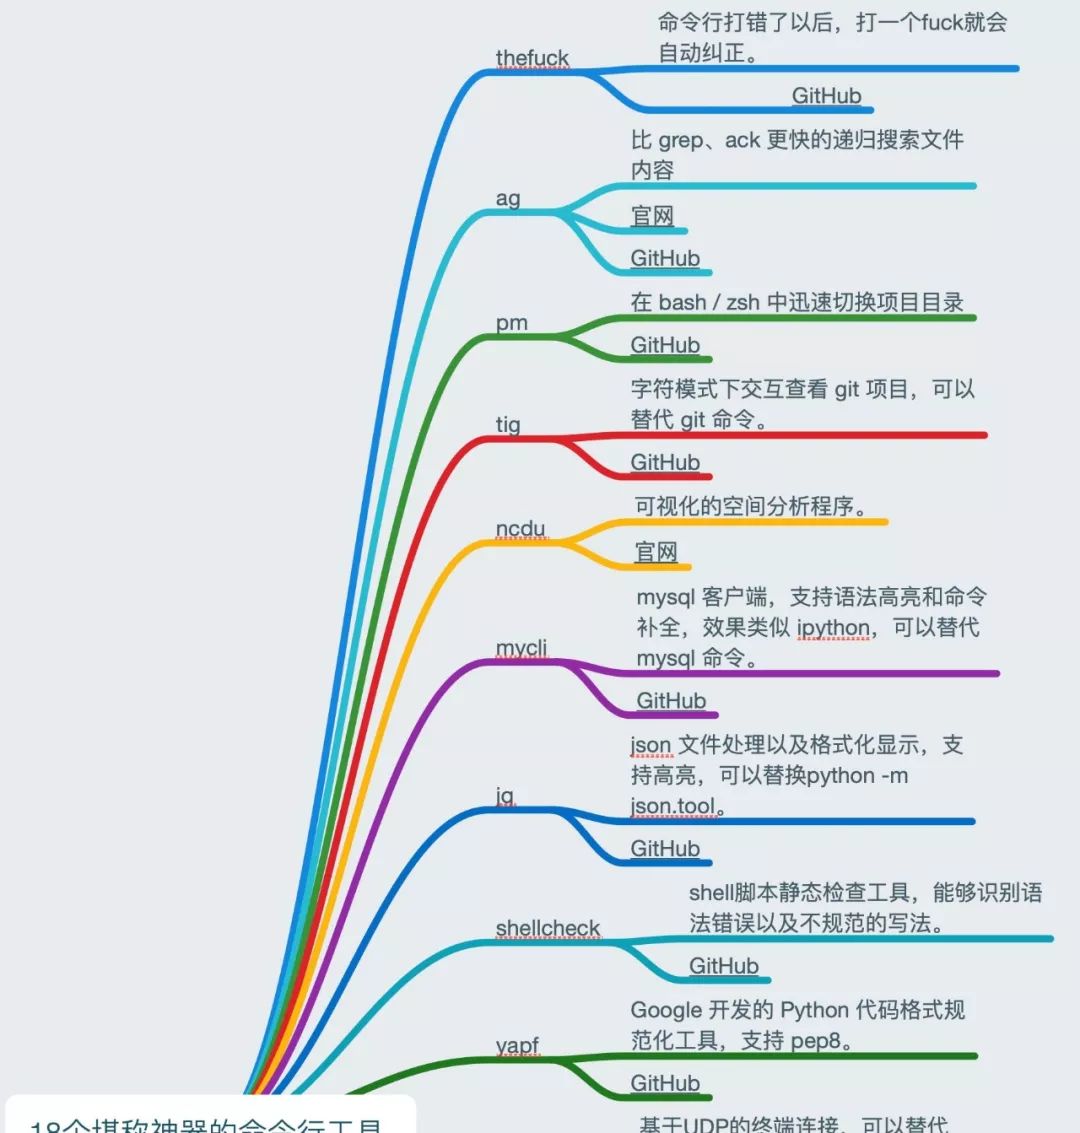 命令行打错了以后，打一个fuck就会
自动纠正。
thefuck
GitHub
比 grep、ack 更快的递归搜索文件
内容
ag
官网
GitHub
在 bash / zsh 中迅速切换项目目录
pm
GitHub
字符模式下交互查看 git 项目，可以
替代 git 命令。
tig
GitHub
可视化的空间分析程序。
ncdu
官网
mysql 客户端，支持语法高亮和命令
补全，效果类似 ipython，可以替代
mysql 命令。
mycli
GitHub
json 文件处理以及格式化显示，支
持高亮，可以替换python -m
json.tool。
jq
GitHub
shell脚本静态检查工具，能够识别语
法错误以及不规范的写法。
shellcheck
GitHub
Google 开发的 Python 代码格式规
范化工具，支持 pep8。
yapf
GitHub
基于UDP的终端连接，可以替代
18个堪称神器的命令行工具